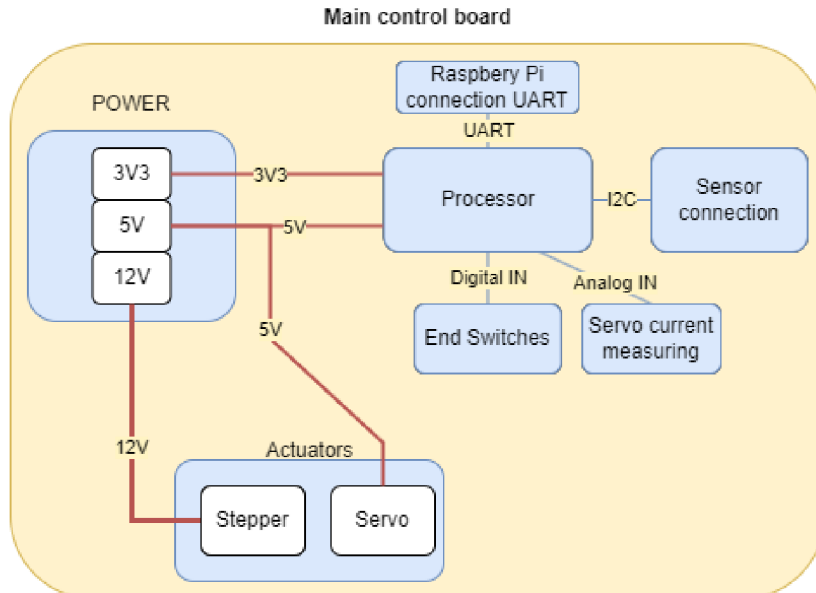 Main control board
POWER
3V3
5V
12V
3V3
5V
5V
12V
Raspbery Pi
connection UART
UART
Processor
I2C
Sensor
connection
Digital IN
Analog IN
End Switches
Servo current
measuring
Actuators
Stepper
Servo